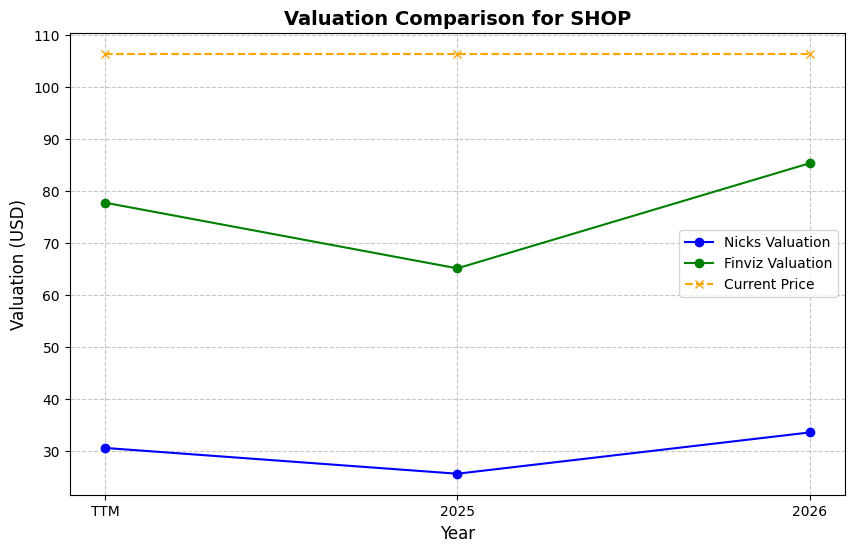 Valuation Comparison for SHOP
110
100
90
80
70
60
50
40
30
Valuation (USD)
Nicks Valuation
Finviz Valuation
Current Price
TTM 2025 2026
Year